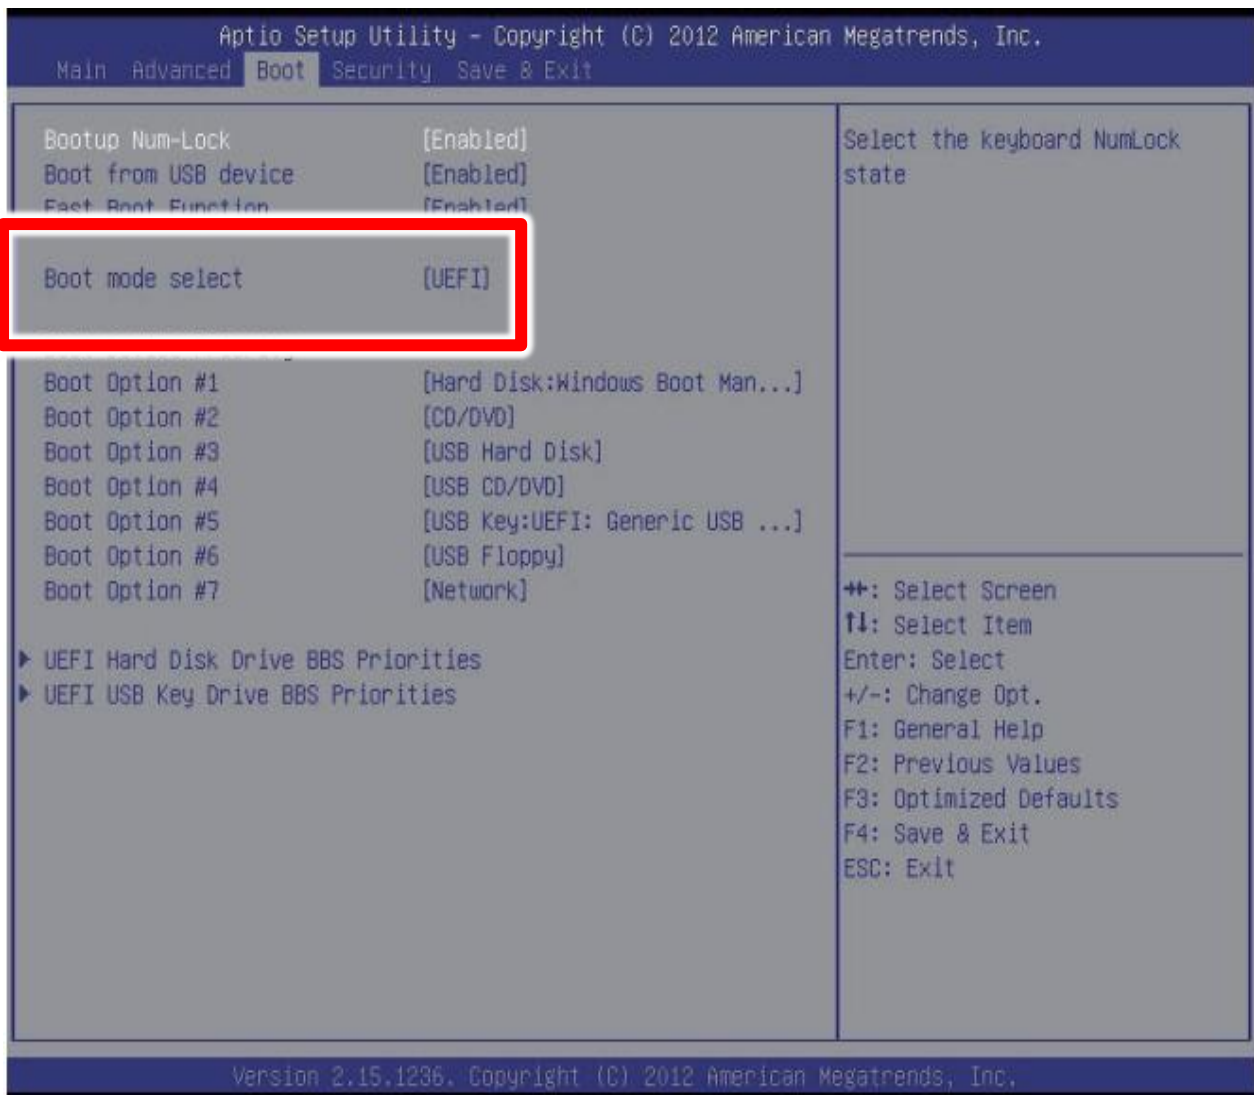 Aptio Setup Utility - Copyright (C) 2012 American Megatrends, Inc.
Main Advanced Boot Security Save & Exit
Bootup Num-Lock [Enabled]
Boot from USB device [Enabled]
Fast Boot Function [Enabled]
Boot mode select [UEFI]
Boot Option #1 [Hard Disk:Windows Boot Man...]
Boot Option #2 [CD/DVD]
Boot Option #3 [USB Hard Disk]
Boot Option #4 [USB CD/DVD]
Boot Option #5 [USB Key:UEFI: Generic USB ...]
Boot Option #6 [USB Floppy]
Boot Option #7 [Network]
UEFI Hard Disk Drive BBS Priorities
UEFI USB Key Drive BBS Priorities
Select the keyboard NumLock
state
→←: Select Screen
↑↓: Select Item
Enter: Select
+/-: Change Opt.
F1: General Help
F2: Previous Values
F3: Optimized Defaults
F4: Save & Exit
ESC: Exit
Version 2.15.1236. Copyright (C) 2012 American Megatrends, Inc.